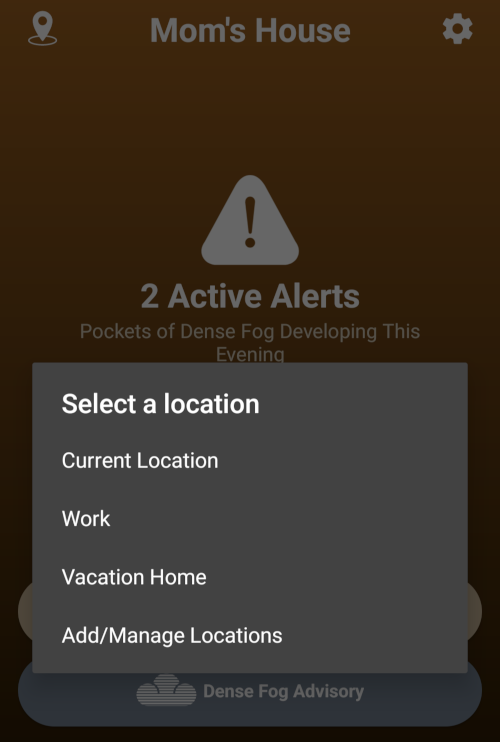 Mom's House
2 Active Alerts
Pockets of Dense Fog Developing This
Evening
Select a location
Current Location
Work
Vacation Home
Add/Manage Locations
Dense Fog Advisory